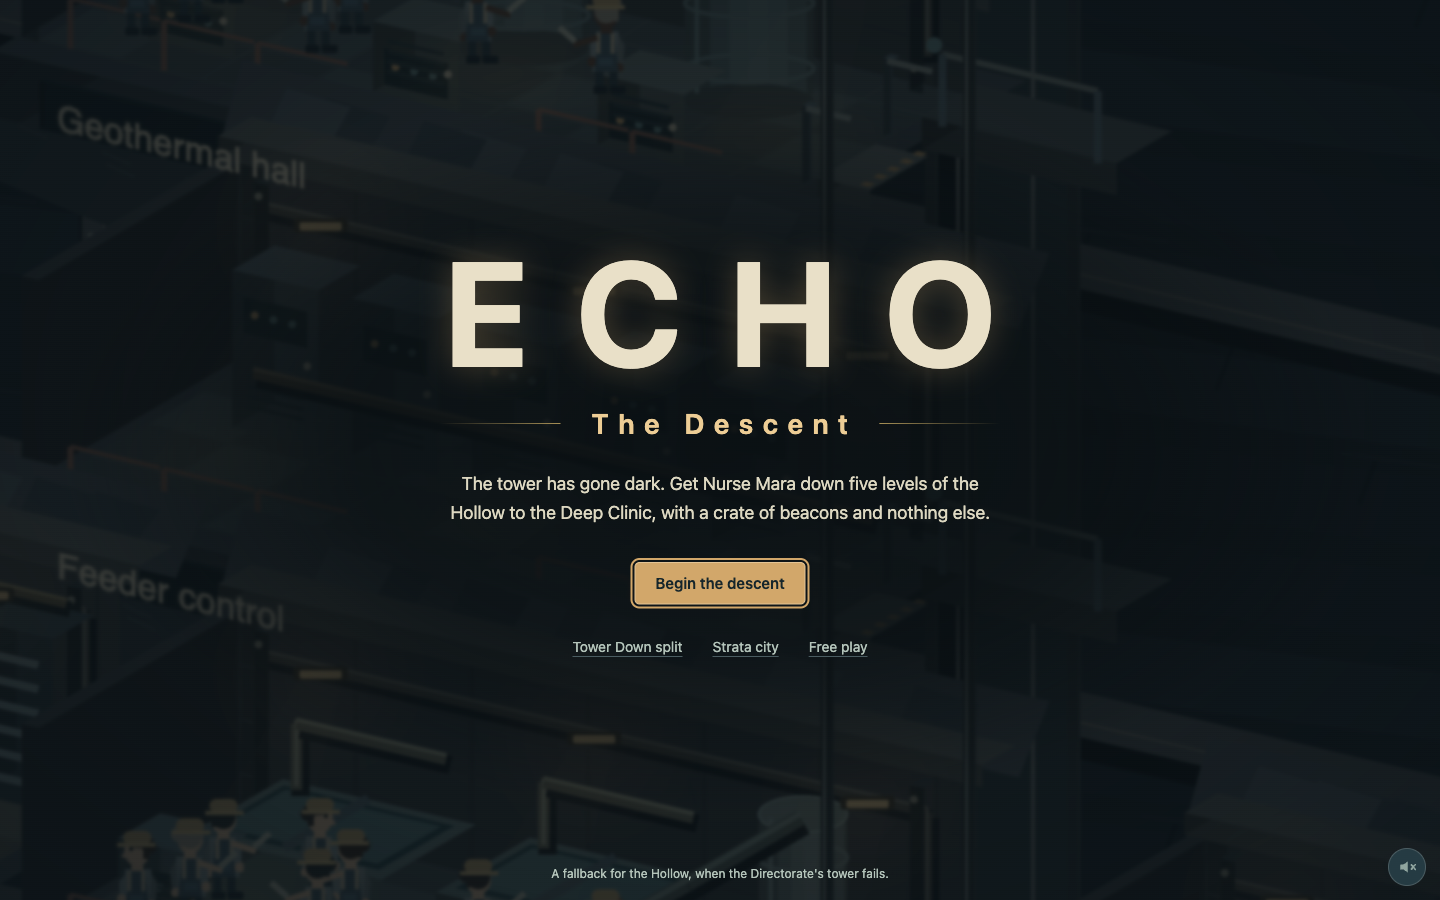 Geothermal hall
ECHO
The Descent
The tower has gone dark. Get Nurse Mara down five levels of the
Hollow to the Deep Clinic, with a crate of beacons and nothing else.
Begin the descent
Feeder control
Tower Down split
Strata city
Free play
A fallback for the Hollow, when the Directorate's tower fails.